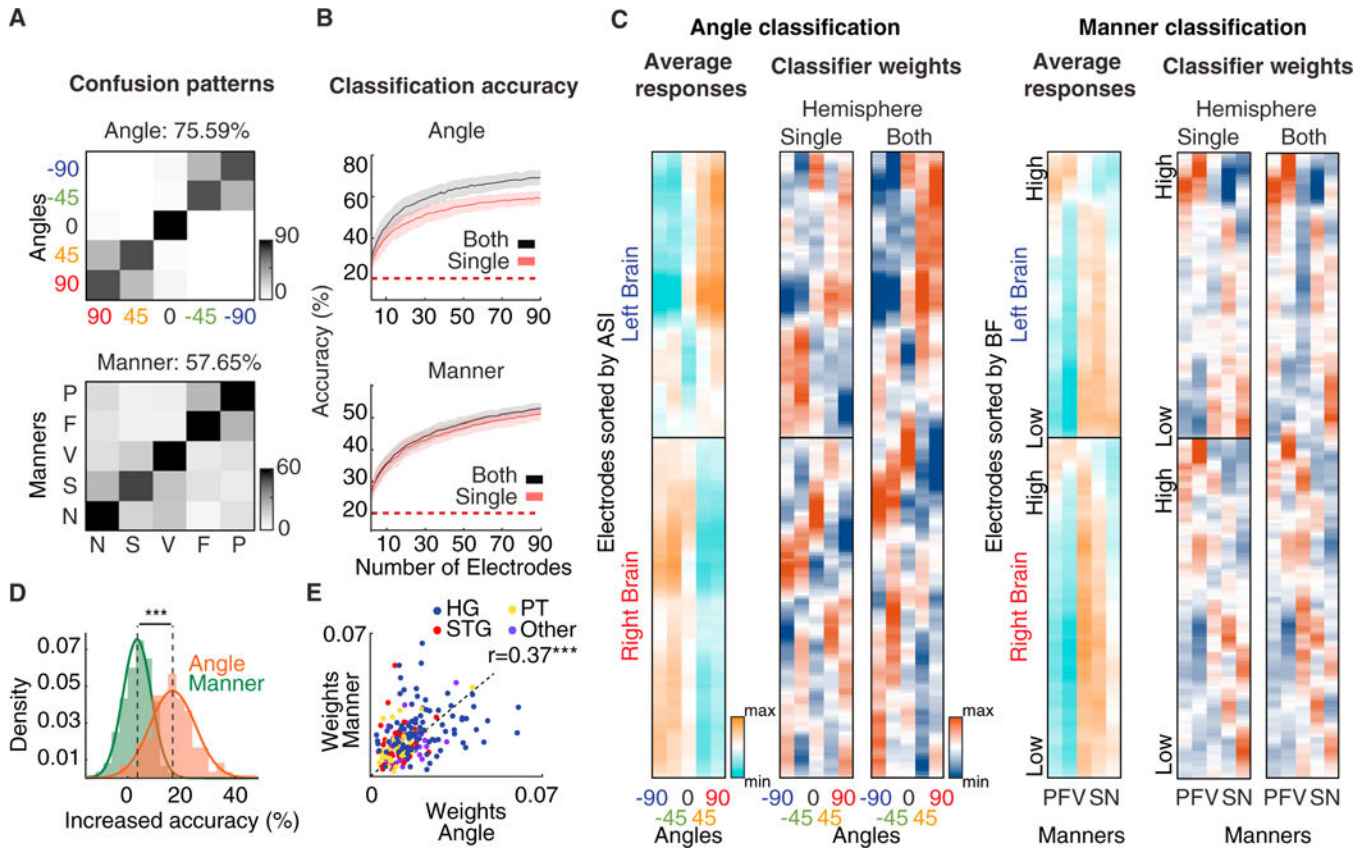 A
Confusion patterns
Angle: 75.59%
Angles
-90
-45
0
45
90
90
0
90 45 0 -45 -90
Manner: 57.65%
Manners
P
F
V
S
N
60
0
N S V F P
B
Classification accuracy
Angle
80
60
40
20
Both
Single
10 30 50 70 90
Accuracy (%)
Manner
50
40
30
20
Both
Single
10 30 50 70 90
Number of Electrodes
C
Angle classification
Average responses
Classifier weights
Hemisphere
Single Both
Electrodes sorted by ASI
Left Brain
Right Brain
max
min
max
min
-90 0 90
-45 45
Angles
-90 0 90 -90 0 90
-45 45 -45 45
Angles
Manner classification
Average responses
Classifier weights
Hemisphere
Single Both
Electrodes sorted by BF
Left Brain
Right Brain
High
Low
High
Low
High
Low
High
Low
PFV SN
Manners
PFV SN PFV SN
Manners
D
***
0.07
0.05
0.03
0.01
Density
Angle
Manner
0 20 40
Increased accuracy (%)
E
HG PT
STG Other
r=0.37***
0.07
Weights
Manner
0 0.07
Weights
Angle